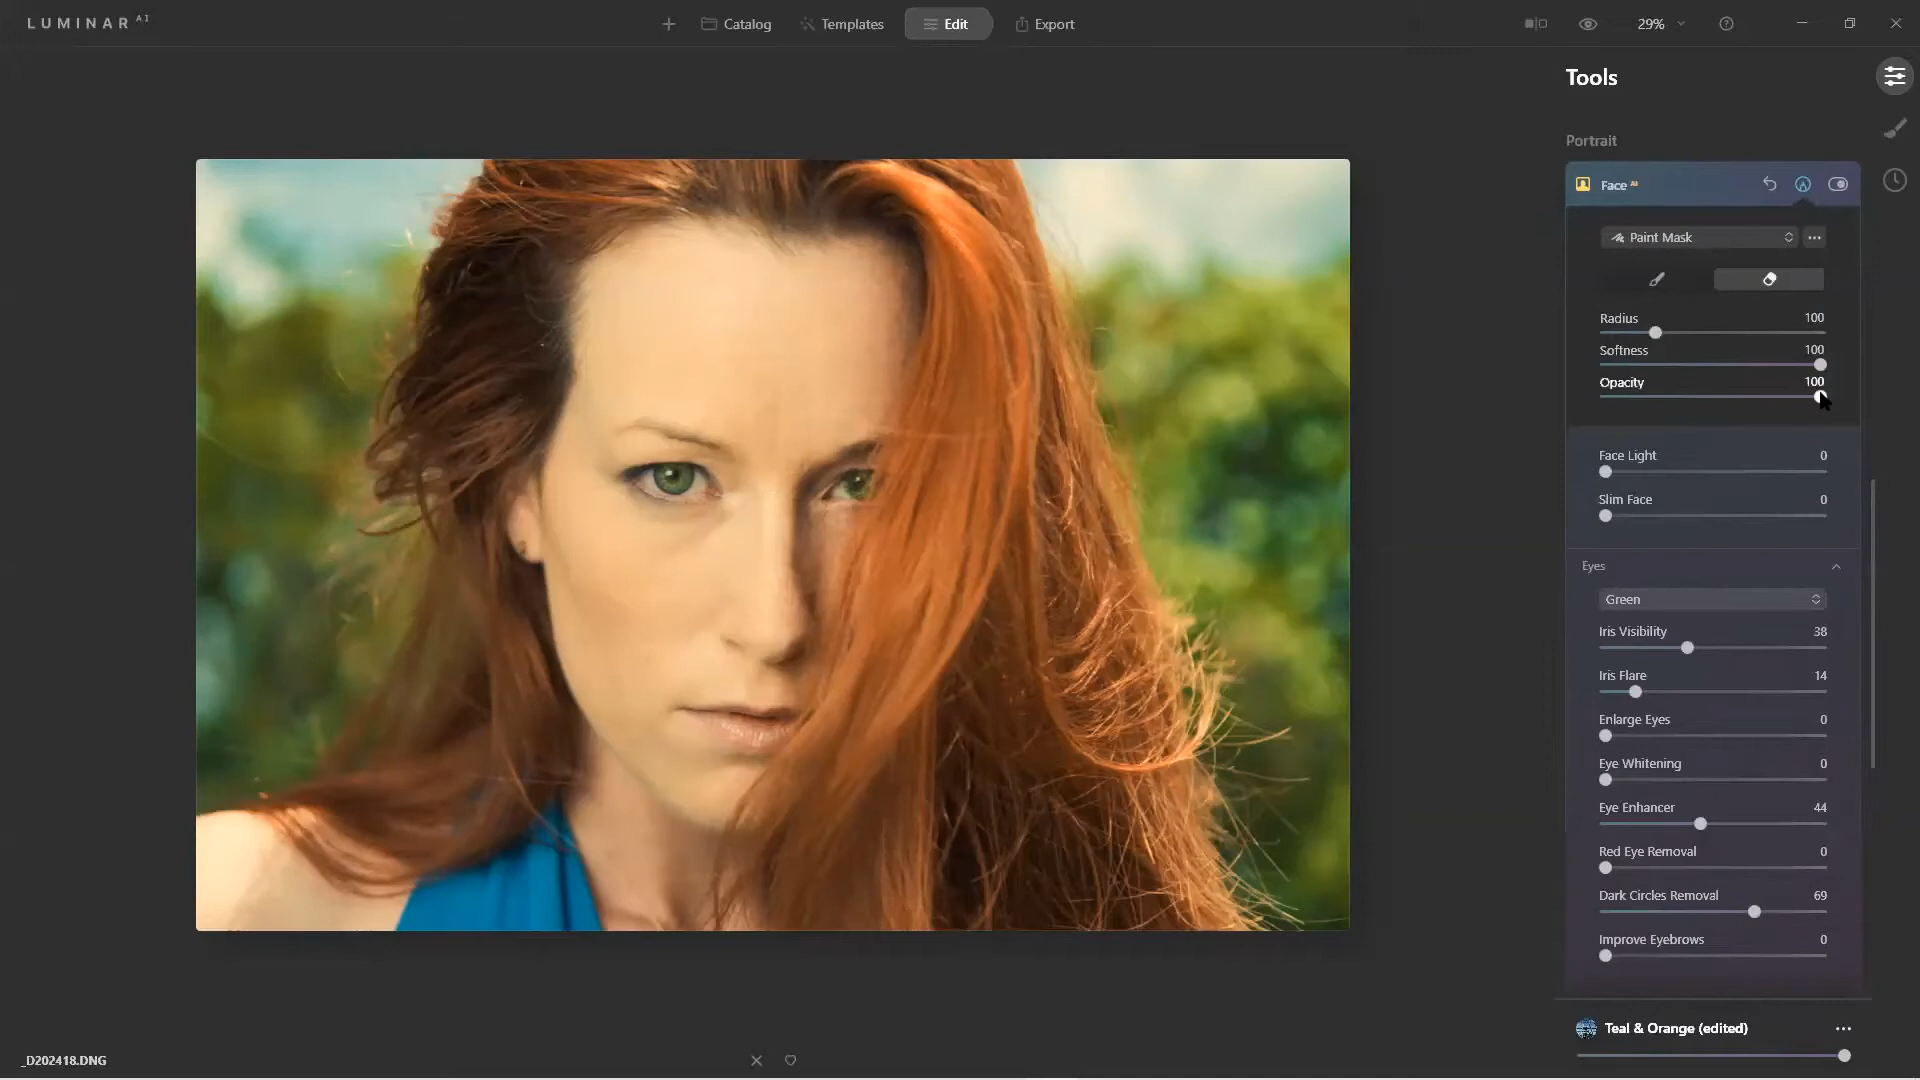 LUMINAR AI
Catalog
Templates
Edit
Export
29%
Tools
Portrait
Face AI
Paint Mask
Radius 100
Softness 100
Opacity 100
Face Light 0
Slim Face 0
Eyes
Green
Iris Visibility 38
Iris Flare 14
Enlarge Eyes 0
Eye Whitening 0
Eye Enhancer 44
Red Eye Removal 0
Dark Circles Removal 69
Improve Eyebrows 0
Teal & Orange (edited)
_D202418.DNG